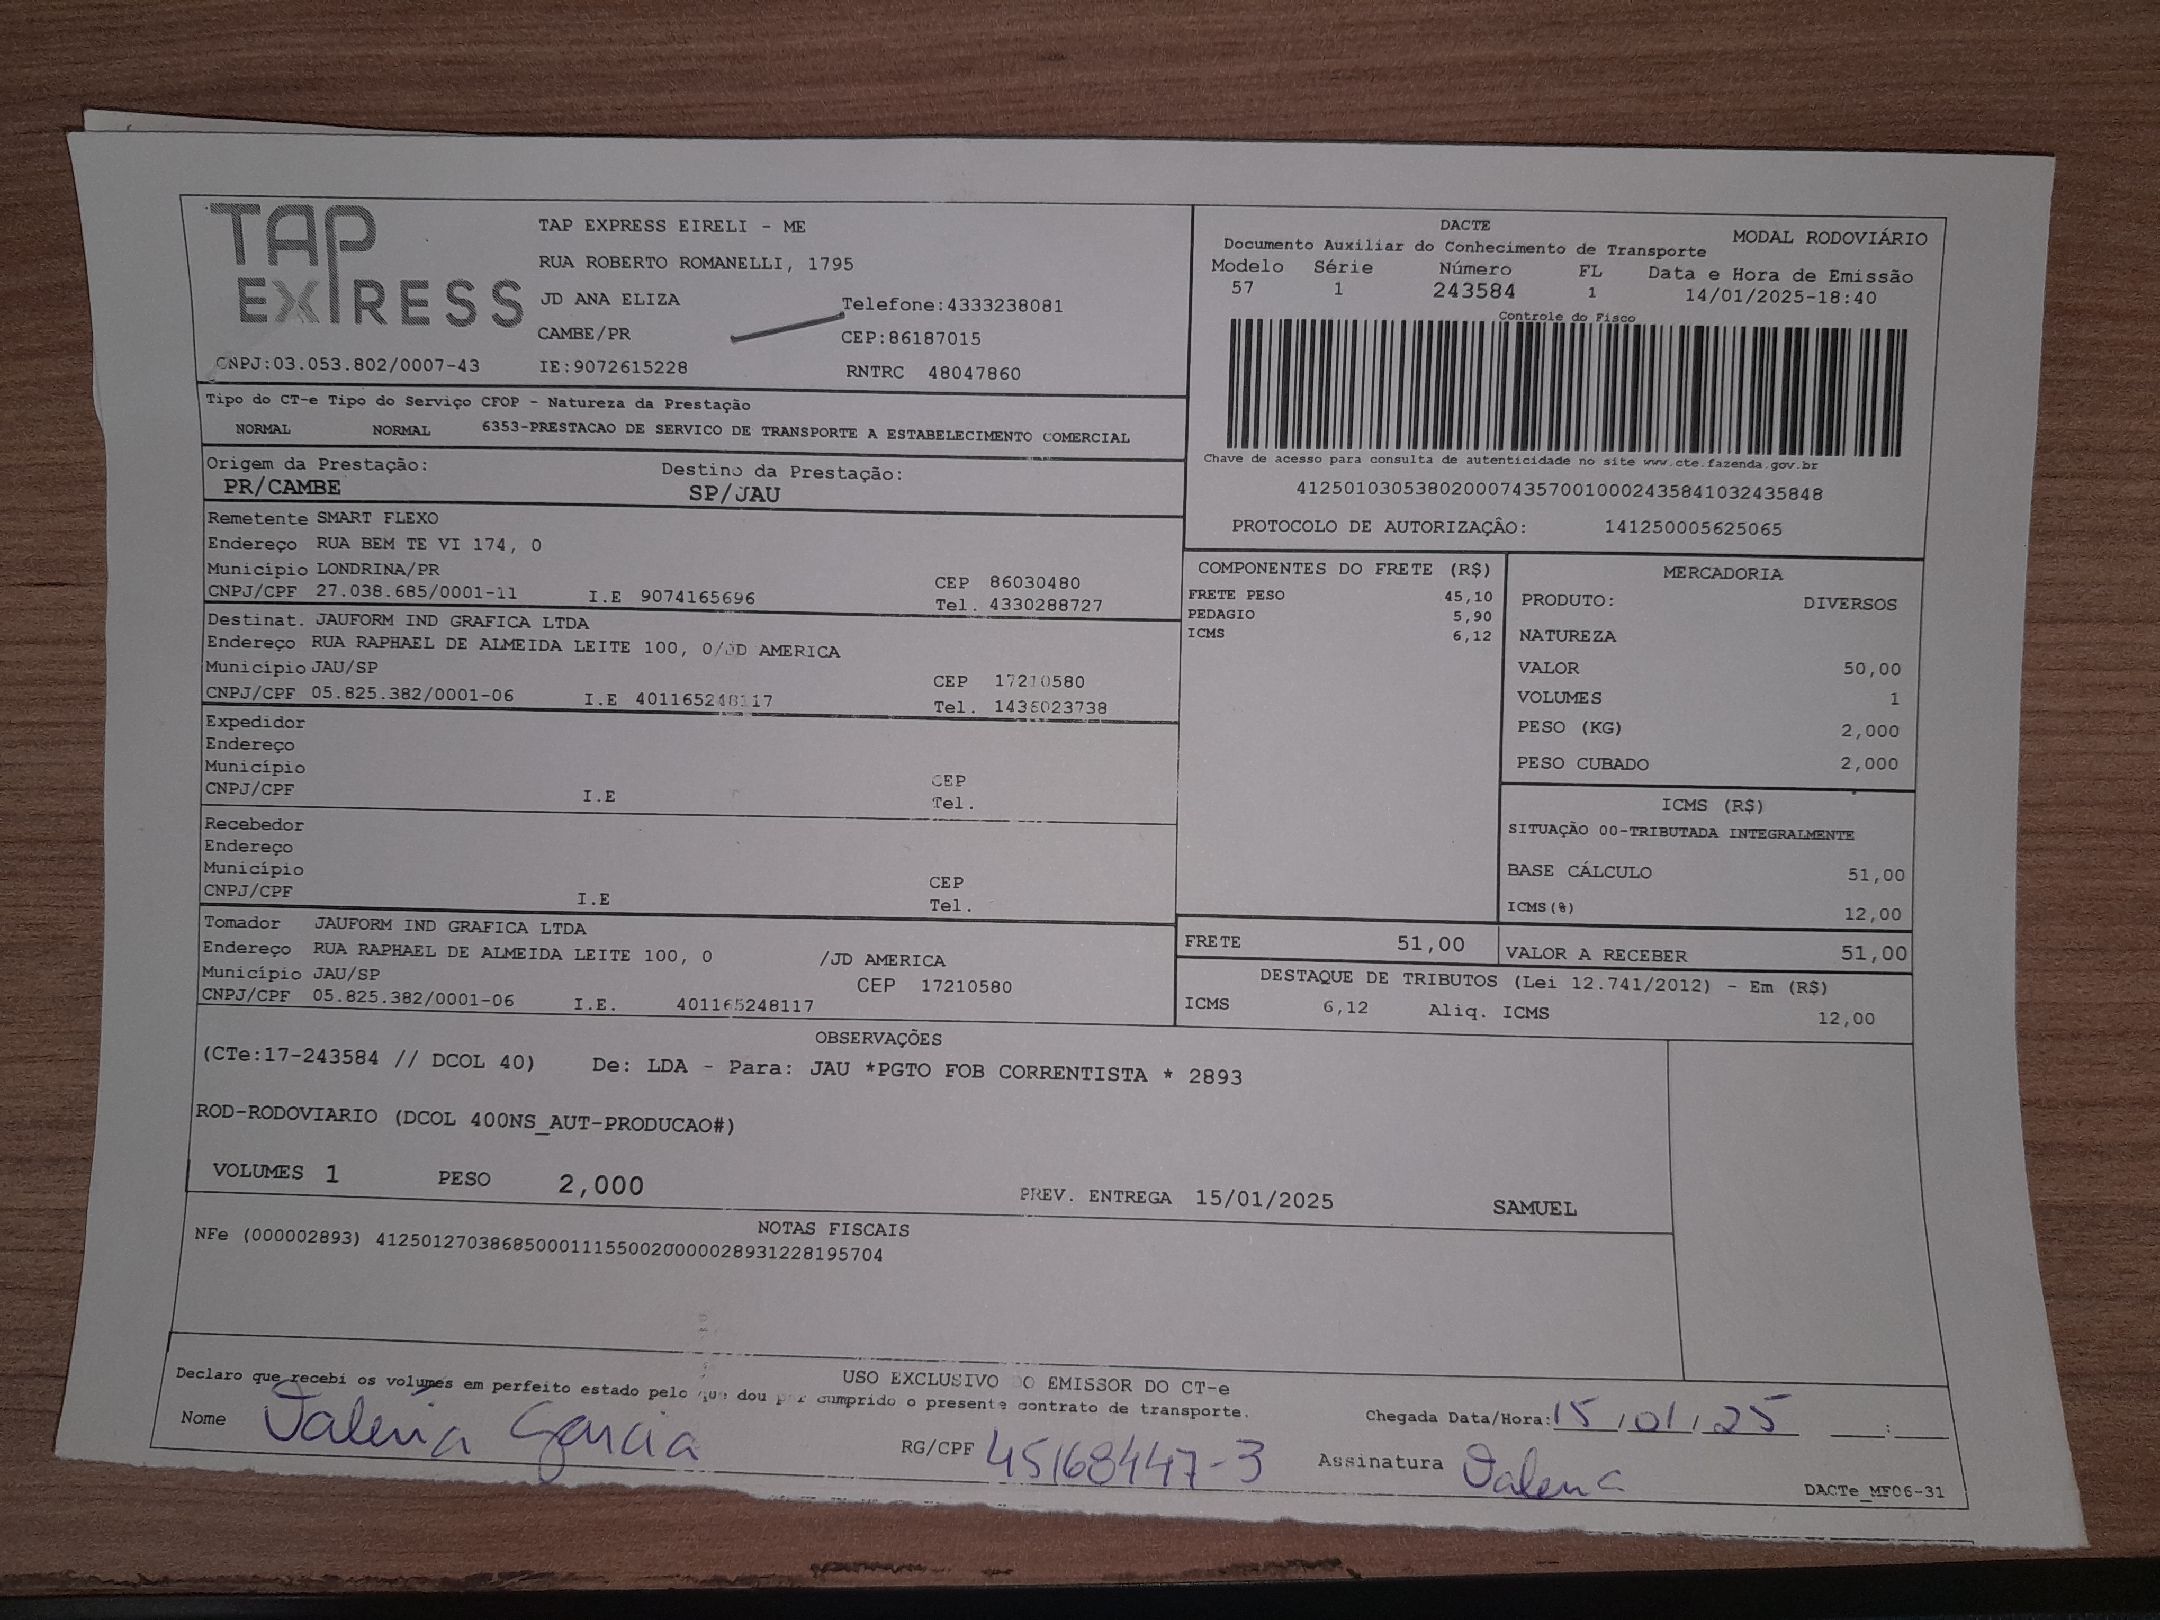 TAP EXPRESS
TAP EXPRESS EIRELI - ME
RUA ROBERTO ROMANELLI, 1795
JD ANA ELIZA Telefone:4333238081
CAMBE/PR CEP:86187015
CNPJ:03.053.802/0007-43 IE:9072615228 RNTRC 48047860
DACTE MODAL RODOVIÁRIO
Documento Auxiliar do Conhecimento de Transporte
Modelo Série Número FL Data e Hora de Emissão
57 1 243584 1 14/01/2025-18:40
Controle do Fisco
Chave de acesso para consulta de autenticidade no site www.cte.fazenda.gov.br
41250103053802000743570010002435841032435848
PROTOCOLO DE AUTORIZAÇÂO: 141250005625065
Tipo do CT-e Tipo do Serviço CFOP - Natureza da Prestação
NORMAL NORMAL 6353-PRESTACAO DE SERVICO DE TRANSPORTE A ESTABELECIMENTO COMERCIAL
Origem da Prestação: Destino da Prestação:
PR/CAMBE SP/JAU
Remetente SMART FLEXO
Endereço RUA BEM TE VI 174, 0
Município LONDRINA/PR CEP 86030480
CNPJ/CPF 27.038.685/0001-11 I.E 9074165696 Tel. 4330288727
Destinat. JAUFORM IND GRAFICA LTDA
Endereço RUA RAPHAEL DE ALMEIDA LEITE 100, 0/JD AMERICA
Município JAU/SP CEP 17210580
CNPJ/CPF 05.825.382/0001-06 I.E 401165248117 Tel. 1436023738
Expedidor
Endereço
Município CEP
CNPJ/CPF I.E Tel.
Recebedor
Endereço
Município CEP
CNPJ/CPF I.E Tel.
Tomador JAUFORM IND GRAFICA LTDA
Endereço RUA RAPHAEL DE ALMEIDA LEITE 100, 0 /JD AMERICA
Município JAU/SP CEP 17210580
CNPJ/CPF 05.825.382/0001-06 I.E. 401165248117
COMPONENTES DO FRETE (R$)
FRETE PESO 45,10
PEDAGIO 5,90
ICMS 6,12
MERCADORIA
PRODUTO: DIVERSOS
NATUREZA
VALOR 50,00
VOLUMES 1
PESO (KG) 2,000
PESO CUBADO 2,000
ICMS (R$)
SITUAÇÃO 00-TRIBUTADA INTEGRALMENTE
BASE CÁLCULO 51,00
ICMS(%) 12,00
FRETE 51,00 VALOR A RECEBER 51,00
DESTAQUE DE TRIBUTOS (Lei 12.741/2012) - Em (R$)
ICMS 6,12 Aliq. ICMS 12,00
OBSERVAÇÕES
(CTe:17-243584 // DCOL 40) De: LDA - Para: JAU *PGTO FOB CORRENTISTA * 2893
ROD-RODOVIARIO (DCOL 400NS_AUT-PRODUCAO#)
VOLUMES 1 PESO 2,000 PREV. ENTREGA 15/01/2025 SAMUEL
NOTAS FISCAIS
NFe (000002893) 41250127038685000111550020000028931228195704
USO EXCLUSIVO DO EMISSOR DO CT-e
Declaro que recebi os volumes em perfeito estado pelo que dou por cumprido o presente contrato de transporte.
Nome Valeria Garcia RG/CPF 45168447-3 Chegada Data/Hora: 15/01/25 __:__
Assinatura Valeria
DACTe_MF06-31